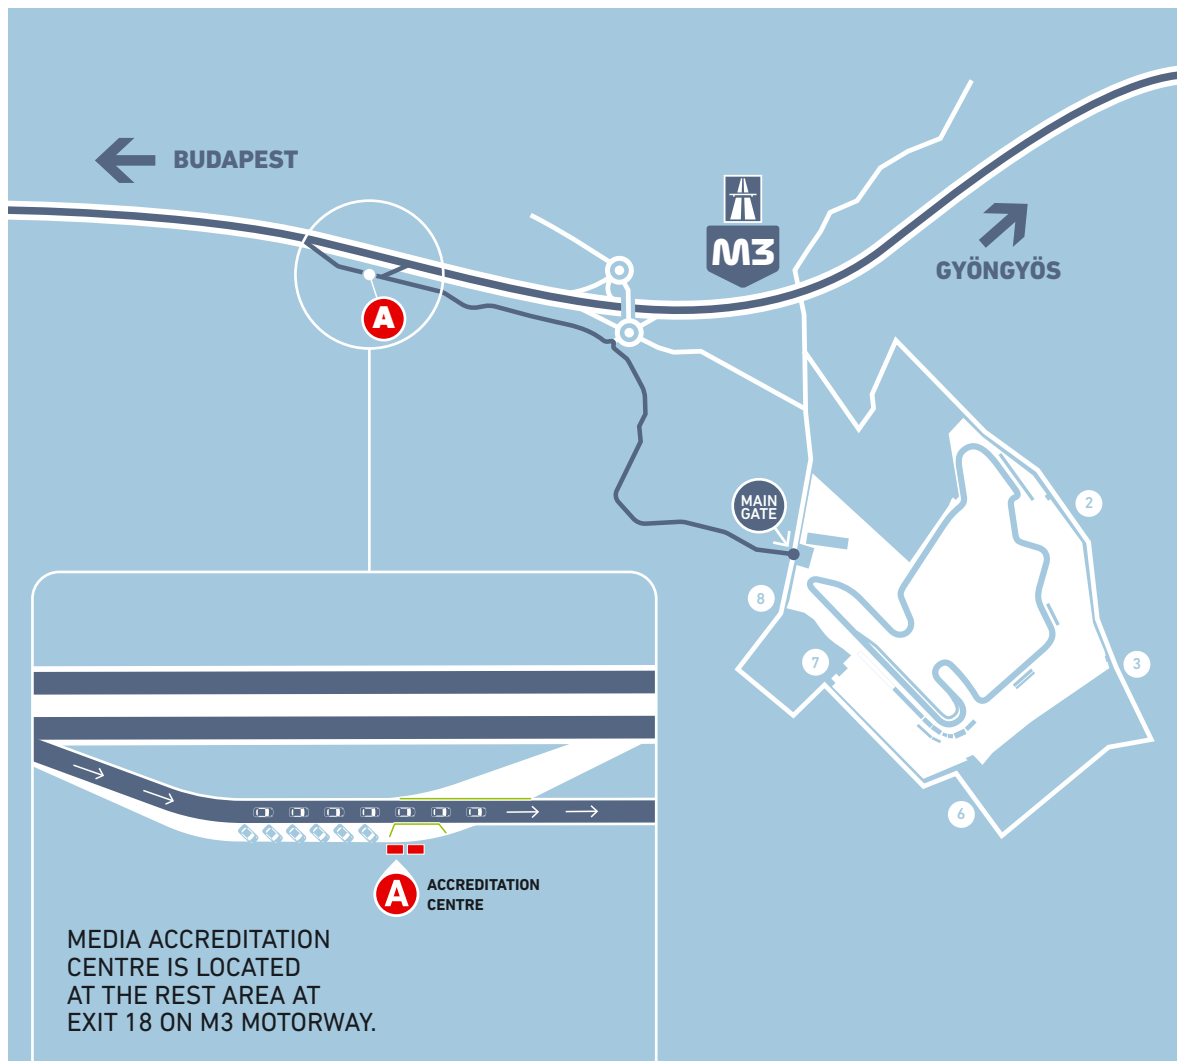 BUDAPEST
M3
GYÖNGYÖS
A
MAIN
GATE
2
8
7
3
6
A
ACCREDITATION
CENTRE
MEDIA ACCREDITATION
CENTRE IS LOCATED
AT THE REST AREA AT
EXIT 18 ON M3 MOTORWAY.